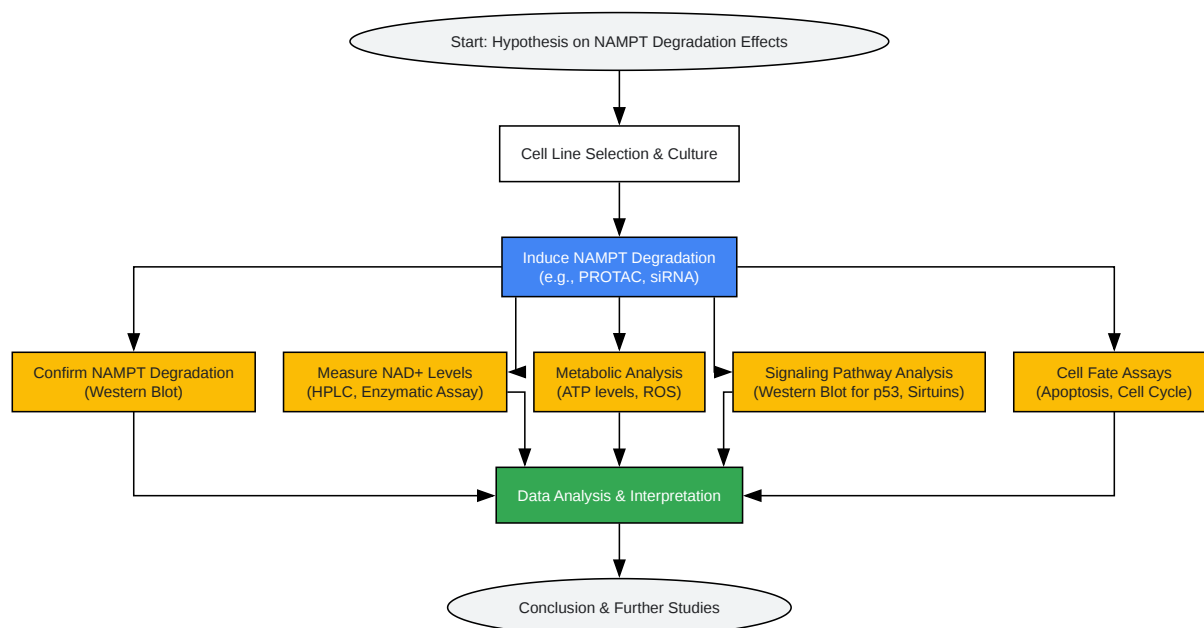 Start: Hypothesis on NAMPT Degradation Effects
Cell Line Selection & Culture
Induce NAMPT Degradation
(e.g., PROTAC, siRNA)
Confirm NAMPT Degradation
(Western Blot)
Measure NAD+ Levels
(HPLC, Enzymatic Assay)
Metabolic Analysis
(ATP levels, ROS)
Signaling Pathway Analysis
(Western Blot for p53, Sirtuins)
Cell Fate Assays
(Apoptosis, Cell Cycle)
Data Analysis & Interpretation
Conclusion & Further Studies